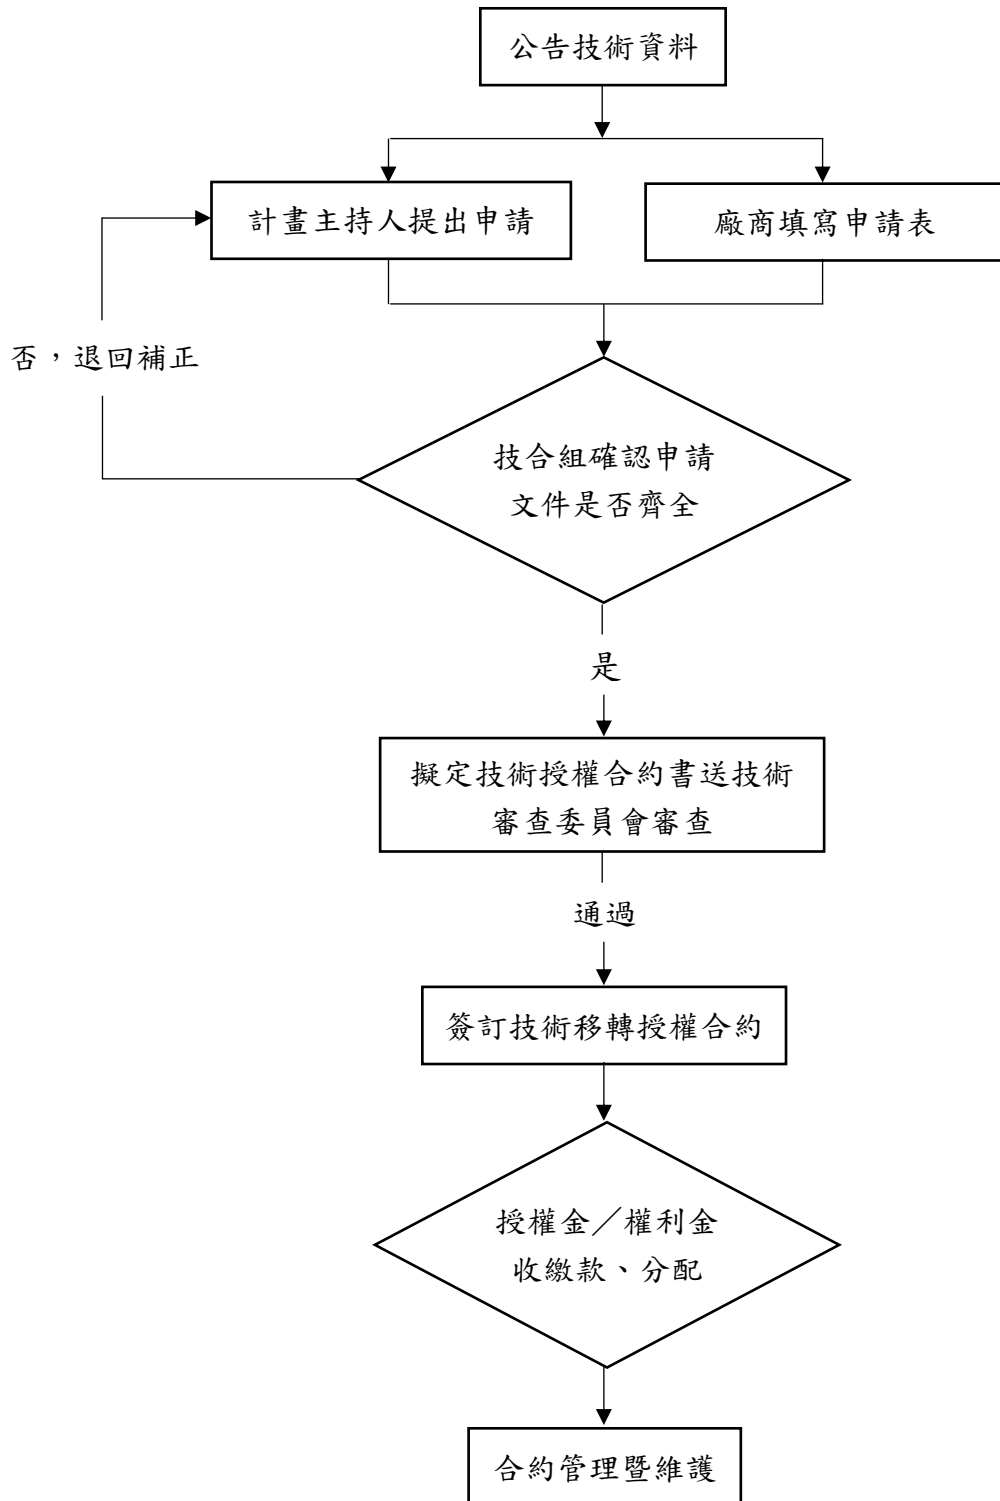 公告技術資料
計畫主持人提出申請
廠商填寫申請表
否，退回補正
技合組確認申請
文件是否齊全
是
擬定技術授權合約書送技術
審查委員會審查
通過
簽訂技術移轉授權合約
授權金／權利金
收繳款、分配
合約管理暨維護